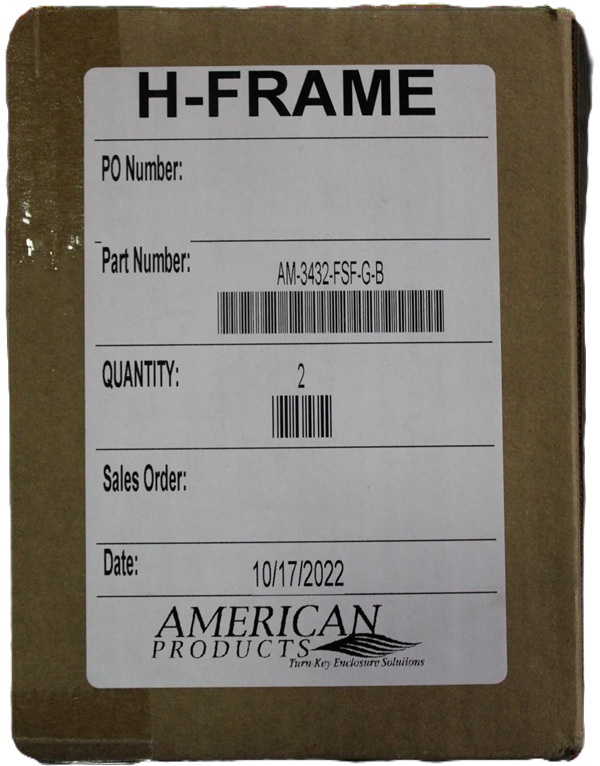 H-FRAME
PO Number:
Part Number: AM-3432-FSF-G-B
QUANTITY: 2
Sales Order:
Date: 10/17/2022
AMERICAN
PRODUCTS
Turn-Key Enclosure Solutions